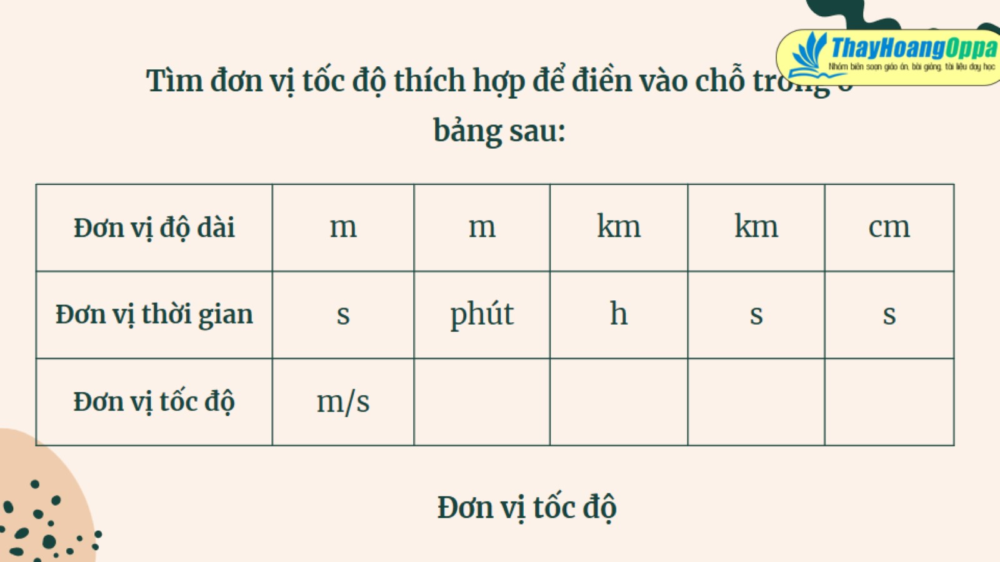 ThayHoangOppa
Nhóm biên soạn giáo án, bài giảng, tài liệu dạy học
Tìm đơn vị tốc độ thích hợp để điền vào chỗ trống ở
bảng sau:
Đơn vị độ dài m m km km cm
Đơn vị thời gian s phút h s s
Đơn vị tốc độ m/s
Đơn vị tốc độ